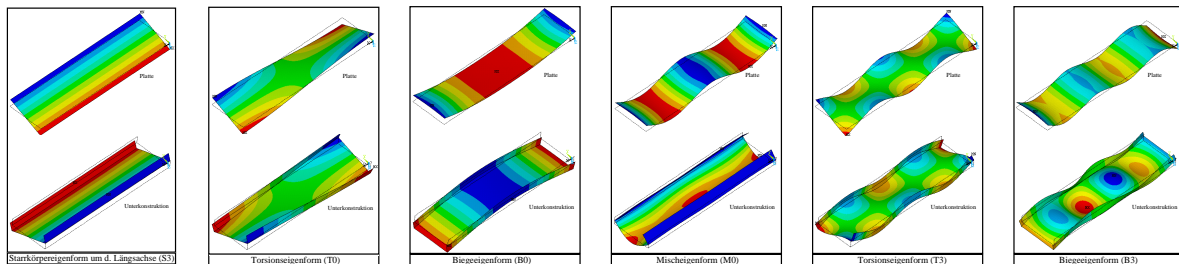 Platte
Unterkonstruktion
Starrkörpereigenform um d. Längsachse (S3)
Platte
Unterkonstruktion
Torsionseigenform (T0)
Platte
Unterkonstruktion
Biegeeigenform (B0)
Platte
Unterkonstruktion
Mischeigenform (M0)
Platte
Unterkonstruktion
Torsionseigenform (T3)
Platte
Unterkonstruktion
Biegeeigenform (B3)